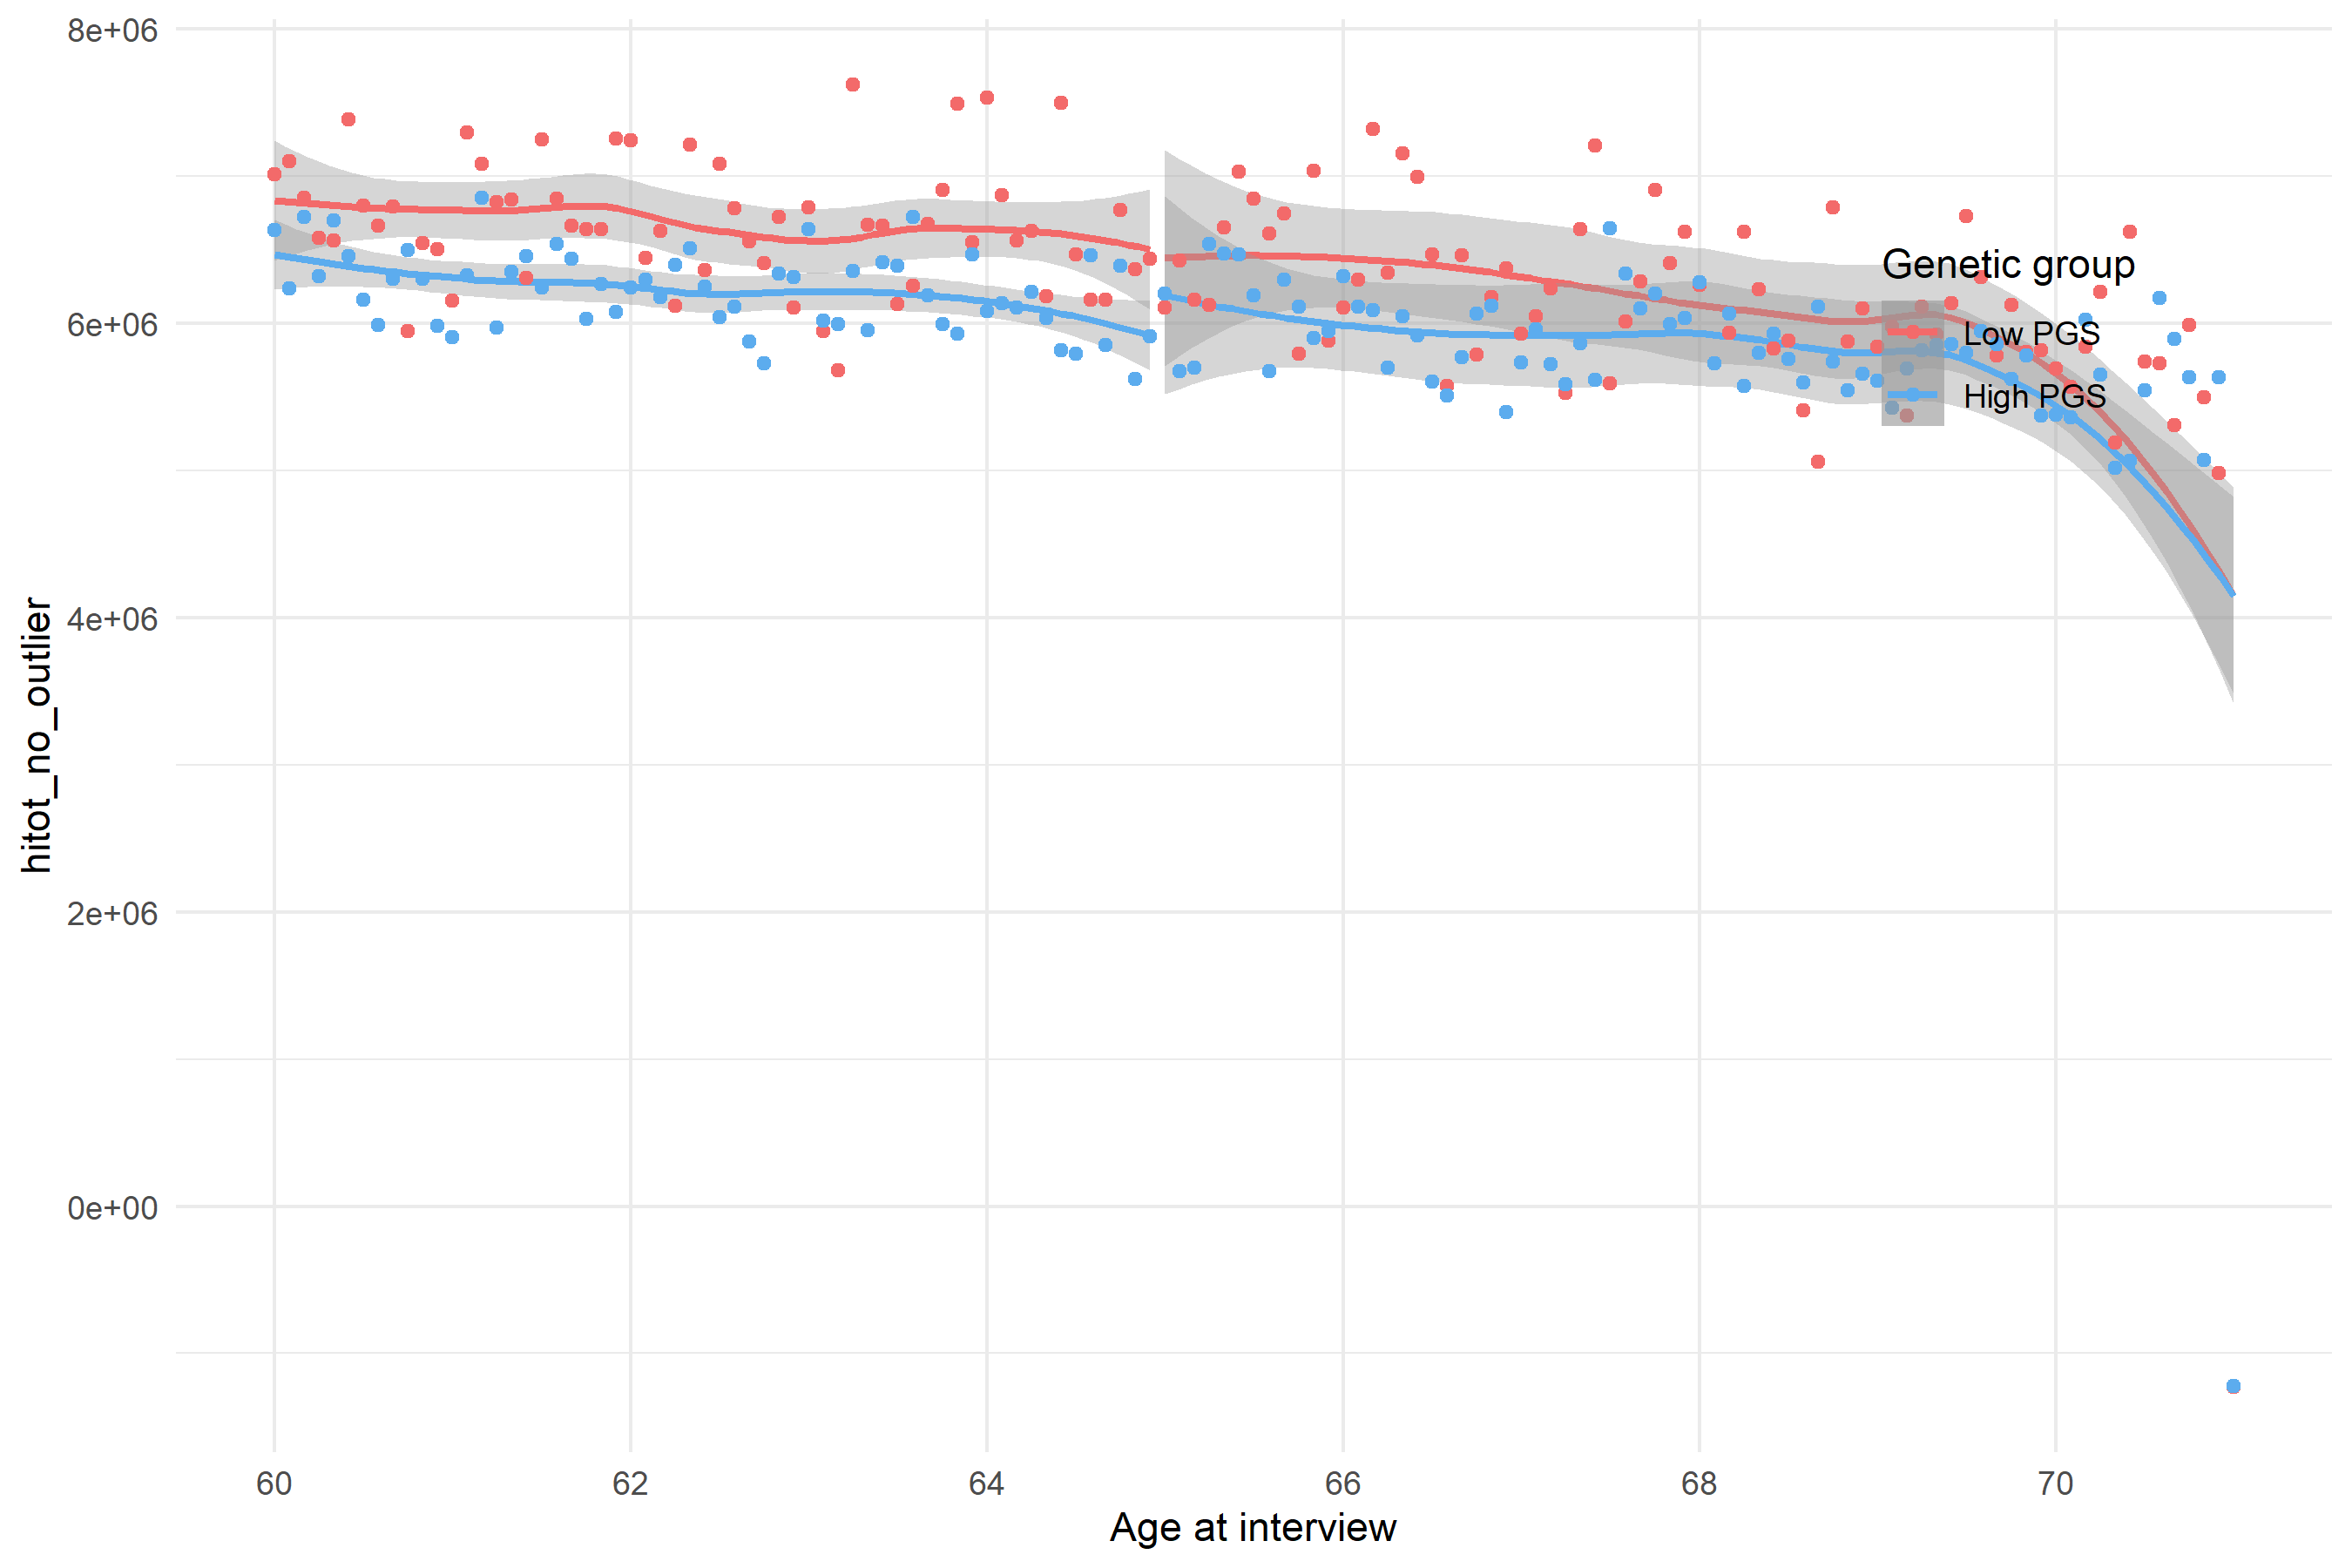 8e+06
6e+06
4e+06
2e+06
0e+00
hitot_no_outlier
Genetic group
Low PGS
High PGS
60 62 64 66 68 70
Age at interview